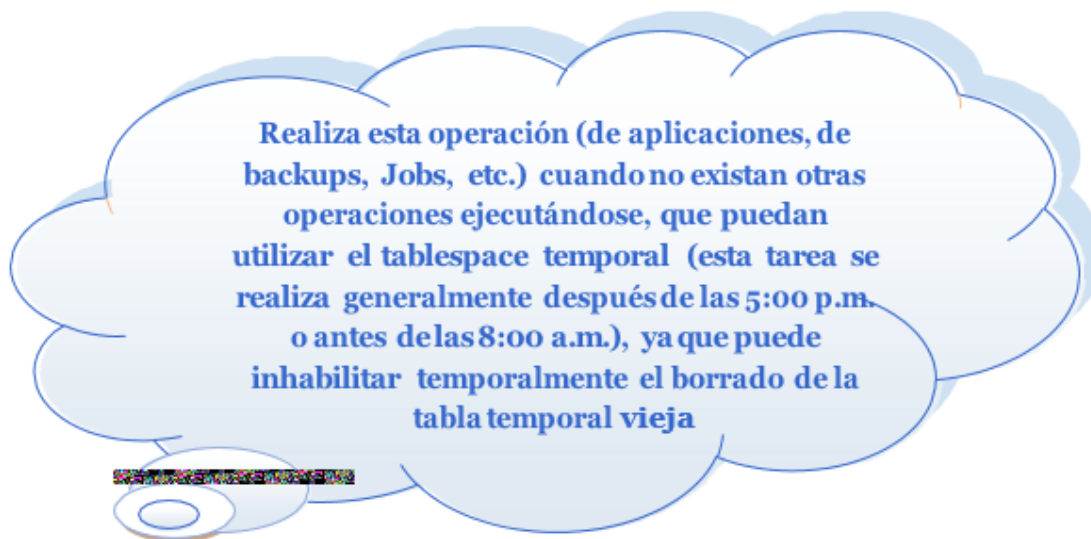 Realiza esta operación (de aplicaciones, de
backups, Jobs, etc.) cuando no existan otras
operaciones ejecutándose, que puedan
utilizar el tablespace temporal (esta tarea se
realiza generalmente después de las 5:00 p.m.
o antes de las 8:00 a.m.), ya que puede
inhabilitar temporalmente el borrado de la
tabla temporal vieja